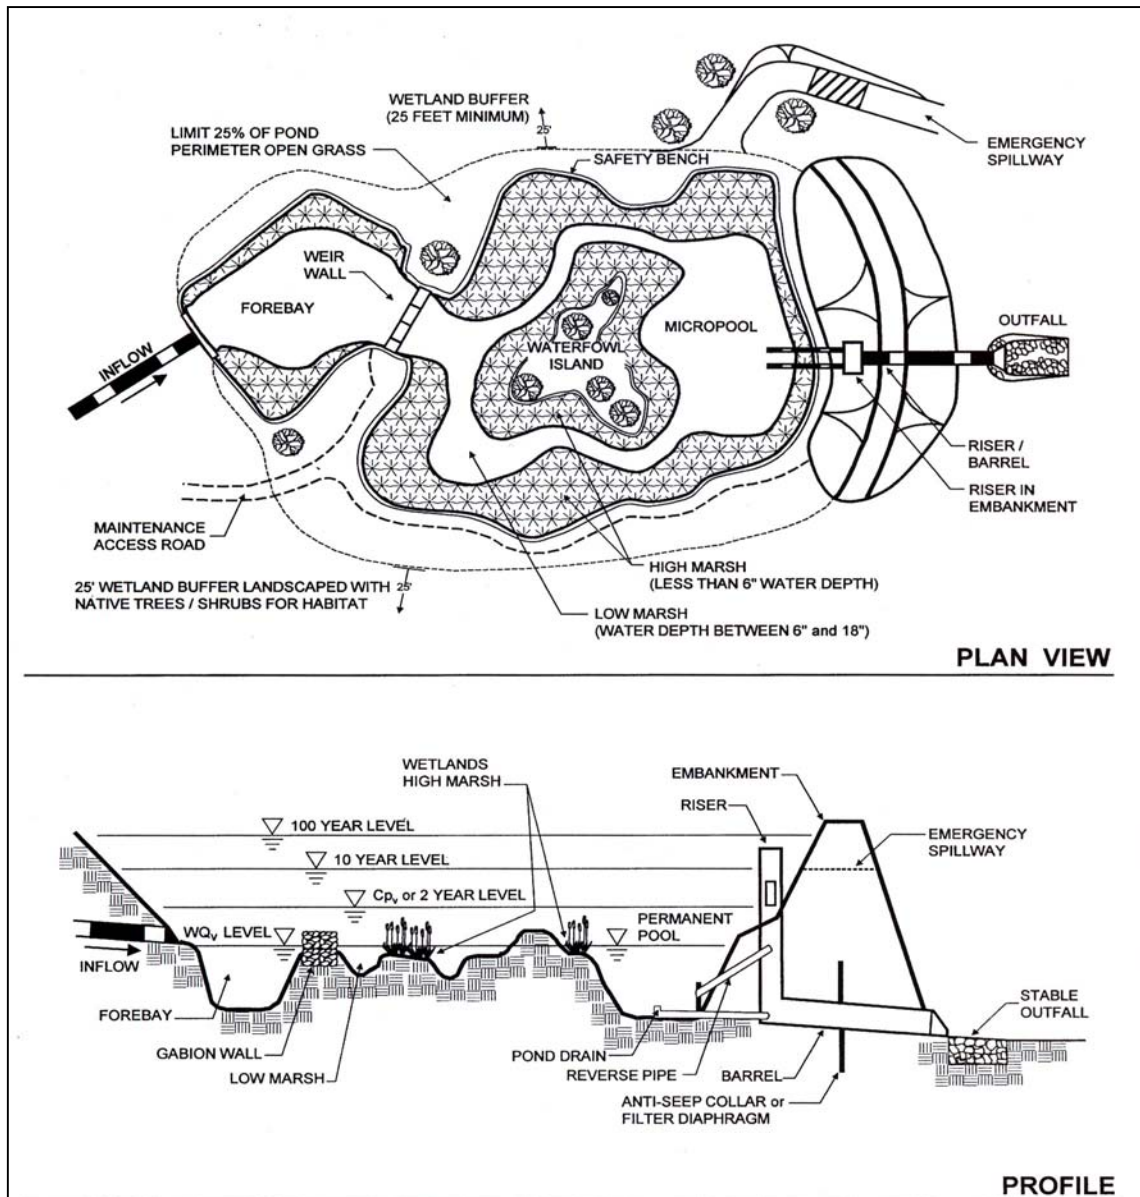 WETLAND BUFFER
(25 FEET MINIMUM)
25'
LIMIT 25% OF POND
PERIMETER OPEN GRASS
SAFETY BENCH
EMERGENCY
SPILLWAY
WEIR
WALL
FOREBAY
MICROPOOL
OUTFALL
WATERFOWL
ISLAND
INFLOW
RISER /
BARREL
RISER IN
EMBANKMENT
MAINTENANCE
ACCESS ROAD
HIGH MARSH
(LESS THAN 6" WATER DEPTH)
25' WETLAND BUFFER LANDSCAPED WITH
NATIVE TREES / SHRUBS FOR HABITAT
25'
LOW MARSH
(WATER DEPTH BETWEEN 6" and 18")
PLAN VIEW
WETLANDS
HIGH MARSH
EMBANKMENT
RISER
100 YEAR LEVEL
EMERGENCY
SPILLWAY
10 YEAR LEVEL
Cpv or 2 YEAR LEVEL
WQv LEVEL
PERMANENT
POOL
INFLOW
FOREBAY
GABION WALL
LOW MARSH
POND DRAIN
REVERSE PIPE
BARREL
STABLE
OUTFALL
ANTI-SEEP COLLAR or
FILTER DIAPHRAGM
PROFILE